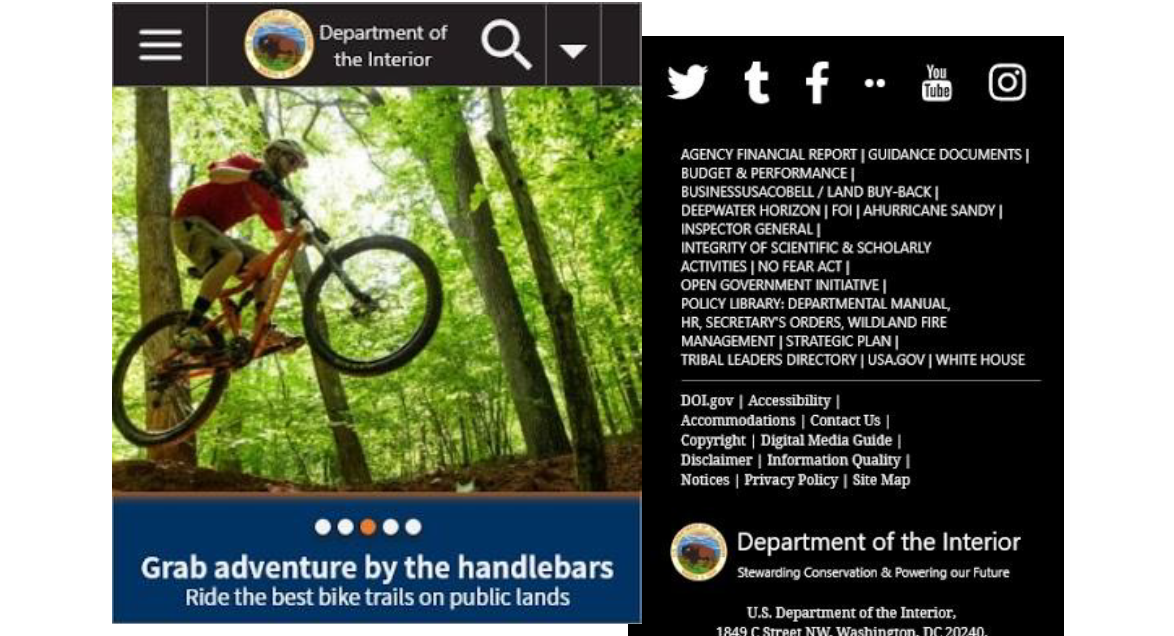 Department of
the Interior
Grab adventure by the handlebars
Ride the best bike trails on public lands
You
Tube
AGENCY FINANCIAL REPORT | GUIDANCE DOCUMENTS |
BUDGET & PERFORMANCE |
BUSINESSUSACOBELL / LAND BUY-BACK |
DEEPWATER HORIZON | FOI | AHURRICANE SANDY |
INSPECTOR GENERAL |
INTEGRITY OF SCIENTIFIC & SCHOLARLY
ACTIVITIES | NO FEAR ACT |
OPEN GOVERNMENT INITIATIVE |
POLICY LIBRARY: DEPARTMENTAL MANUAL,
HR, SECRETARY'S ORDERS, WILDLAND FIRE
MANAGEMENT | STRATEGIC PLAN |
TRIBAL LEADERS DIRECTORY | USA.GOV | WHITE HOUSE
DOI.gov | Accessibility |
Accommodations | Contact Us |
Copyright | Digital Media Guide |
Disclaimer | Information Quality |
Notices | Privacy Policy | Site Map
Department of the Interior
Stewarding Conservation & Powering our Future
U.S. Department of the Interior,
1849 C Street NW, Washington, DC 20240.